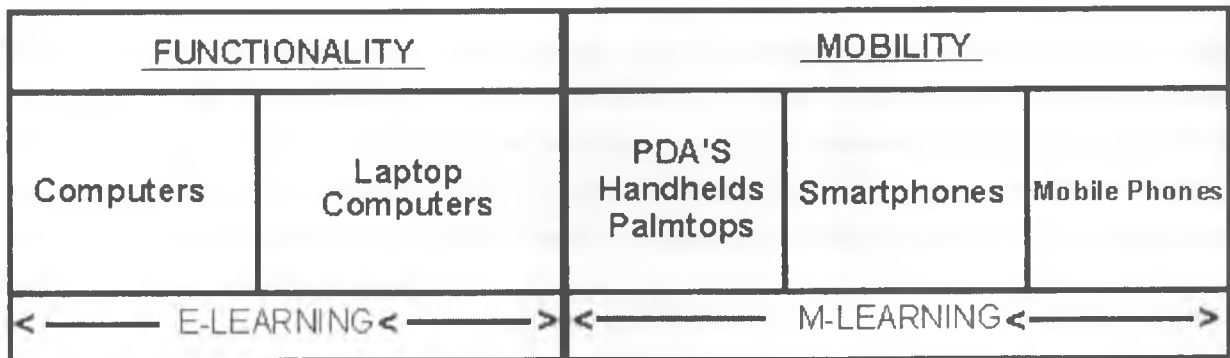 FUNCTIONALITY
MOBILITY
Computers
Laptop
Computers
PDA'S
Handhelds
Palmtops
Smartphones
Mobile Phones
< —— E-LEARNING< —— >
< —— M-LEARNING< —— >